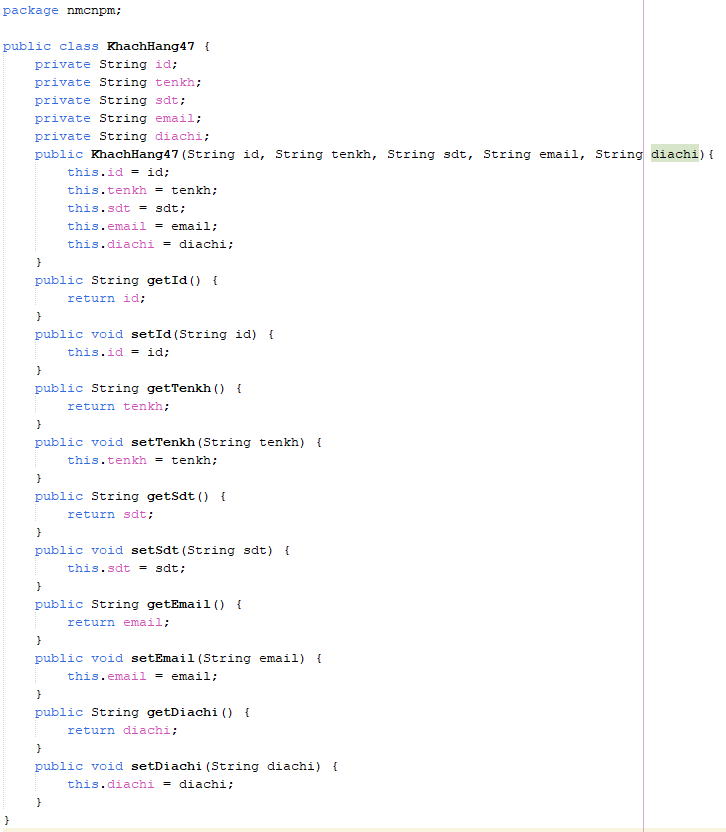 package nmcnpm;
public class KhachHang47 {
private String id;
private String tenkh;
private String sdt;
private String email;
private String diachi;
public KhachHang47(String id, String tenkh, String sdt, String email, String diachi){
this.id = id;
this.tenkh = tenkh;
this.sdt = sdt;
this.email = email;
this.diachi = diachi;
}
public String getId() {
return id;
}
public void setId(String id) {
this.id = id;
}
public String getTenkh() {
return tenkh;
}
public void setTenkh(String tenkh) {
this.tenkh = tenkh;
}
public String getSdt() {
return sdt;
}
public void setSdt(String sdt) {
this.sdt = sdt;
}
public String getEmail() {
return email;
}
public void setEmail(String email) {
this.email = email;
}
public String getDiachi() {
return diachi;
}
public void setDiachi(String diachi) {
this.diachi = diachi;
}
}